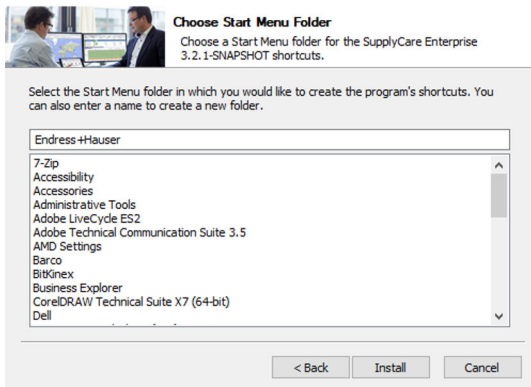 Choose Start Menu Folder
Choose a Start Menu folder for the SupplyCare Enterprise
3.2.1-SNAPSHOT shortcuts.
Select the Start Menu folder in which you would like to create the program's shortcuts. You
can also enter a name to create a new folder.
Endress+Hauser
7-Zip
Accessibility
Accessories
Administrative Tools
Adobe LiveCycle ES2
Adobe Technical Communication Suite 3.5
AMD Settings
Barco
BitKinex
Business Explorer
CorelDRAW Technical Suite X7 (64-bit)
Dell
< Back
Install
Cancel